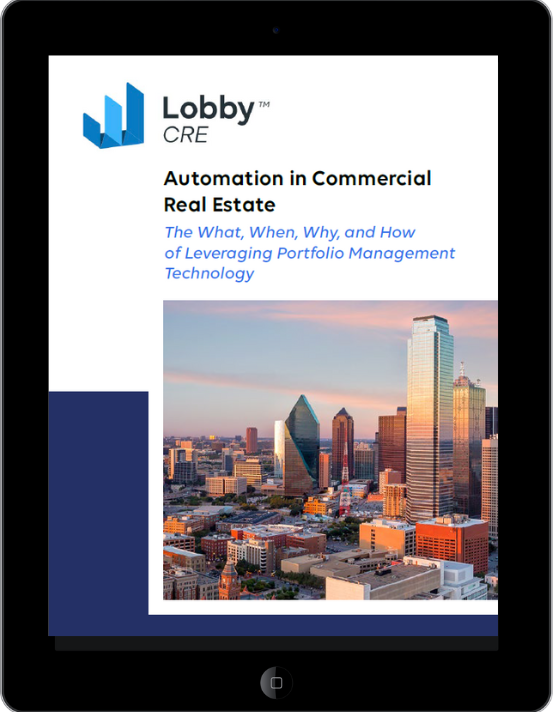 Lobby™
CRE
Automation in Commercial
Real Estate
The What, When, Why, and How
of Leveraging Portfolio Management
Technology